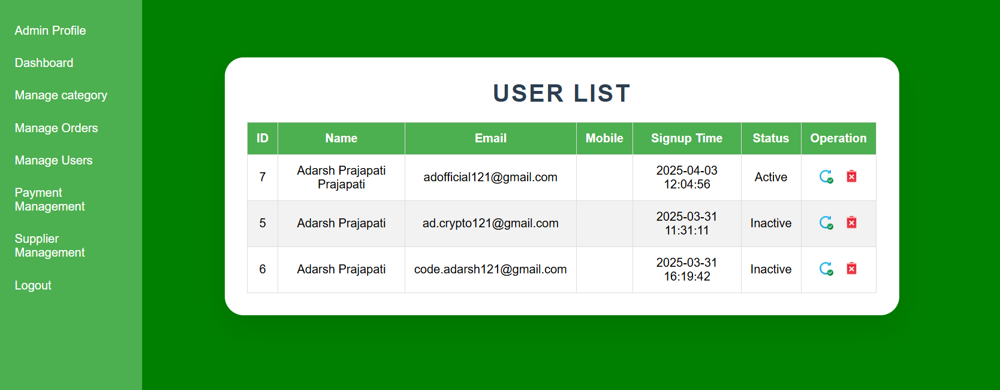 Admin Profile
Dashboard
Manage category
Manage Orders
Manage Users
Payment
Management
Supplier
Management
Logout
USER LIST
ID Name Email Mobile Signup Time Status Operation
7 Adarsh Prajapati Prajapati adofficial121@gmail.com 2025-04-03 12:04:56 Active
5 Adarsh Prajapati ad.crypto121@gmail.com 2025-03-31 11:31:11 Inactive
6 Adarsh Prajapati code.adarsh121@gmail.com 2025-03-31 16:19:42 Inactive